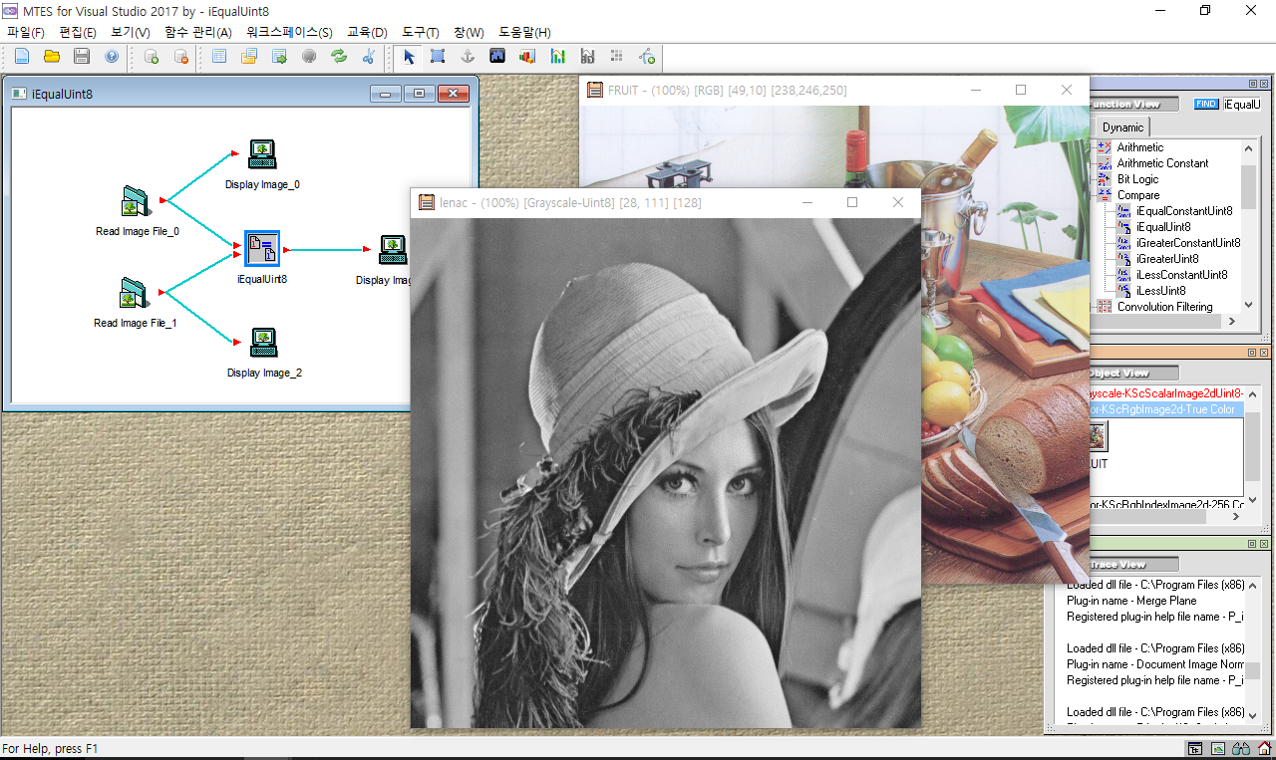 MTES for Visual Studio 2017 by - iEqualUint8
파일(F) 편집(E) 보기(V) 함수 관리(A) 워크스페이스(S) 교육(D) 도구(T) 창(W) 도움말(H)
iEqualUint8
Display Image_0
Read Image File_0
iEqualUint8
Display Imag
Read Image File_1
Display Image_2
FRUIT - (100%) [RGB] [49,10] [238,246,250]
lenac - (100%) [Grayscale-Uint8] [28, 111] [128]
unction View FIND iEqualU
Dynamic
Arithmetic
Arithmetic Constant
Bit Logic
Compare
iEqualConstantUint8
iEqualUint8
iGreaterConstantUint8
iGreaterUint8
iLessConstantUint8
iLessUint8
Convolution Filtering
Object View
ayscale-KScScalarImage2dUint8-
or-KScRgbImage2d-True Color
UIT
or-KScRgbIndexImage2d-256 C
Trace View
Loaded dll file - C:\Program Files (x86)
Plug-in name - Merge Plane
Registered plug-in help file name - P_i
Loaded dll file - C:\Program Files (x86)
Plug-in name - Document Image Norm
Registered plug-in help file name - P_i
Loaded dll file - C:\Program Files (x86)
For Help, press F1